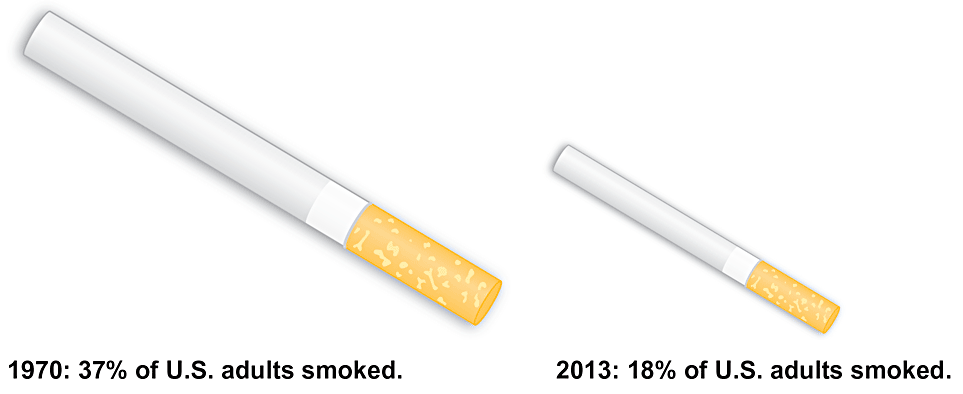 1970: 37% of U.S. adults smoked.
2013: 18% of U.S. adults smoked.